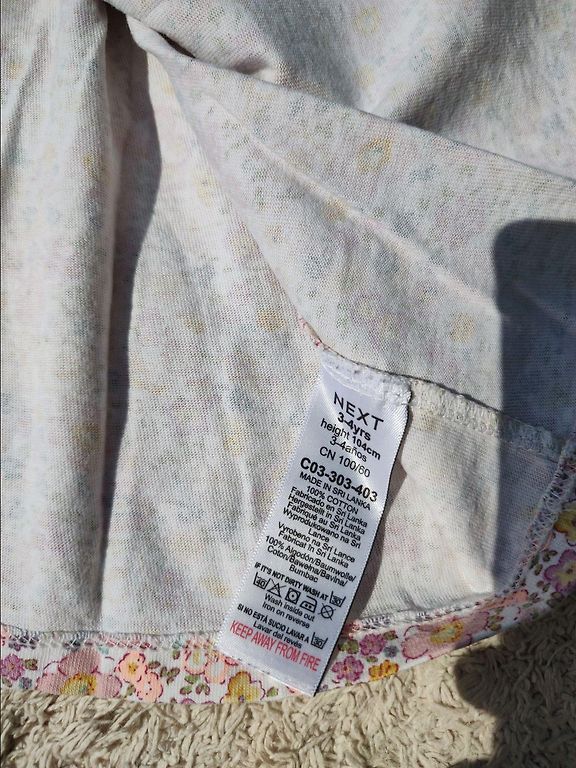 NEXT
3-4yrs
height 104cm
3-4años
CN 100/60
C03-303-403
MADE IN SRI LANKA
100% COTTON
Fabricado en Sri Lanka
Hergestellt in Sri Lanka
Fabriqué au Sri Lanka
Wyprodukowano na Sri
Lance
Vyrobeno na Srí Lance
Fabricat în Sri Lanka
100% Algodón/Baumwolle/
Coton/Bawełna/Bavlna/
Bumbac
IF IT'S NOT DIRTY WASH AT 30
40
Wash inside out
Iron on reverse
SI NO ESTÁ SUCIO LAVAR A 30
Lavar del revés
KEEP AWAY FROM FIRE